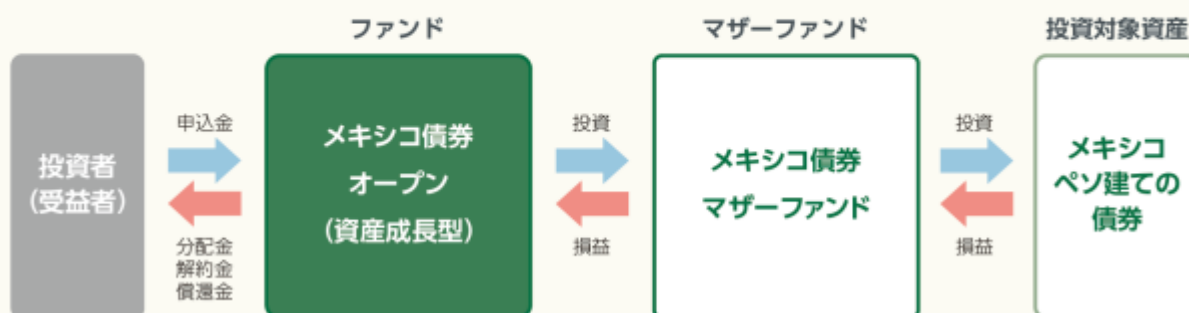 ファンド
マザーファンド
投資対象資産
投資者
(受益者)
申込金
分配金
解約金
償還金
メキシコ債券
オープン
(資産成長型)
投資
損益
メキシコ債券
マザーファンド
投資
損益
メキシコ
ペソ建ての
債券